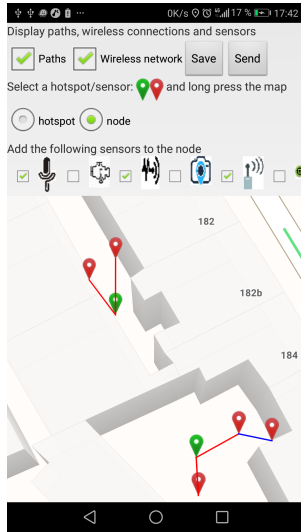 0K/s 17 % 17:42
Display paths, wireless connections and sensors
Paths Wireless network Save Send
Select a hotspot/sensor: and long press the map
hotspot node
Add the following sensors to the node
182
182b
184